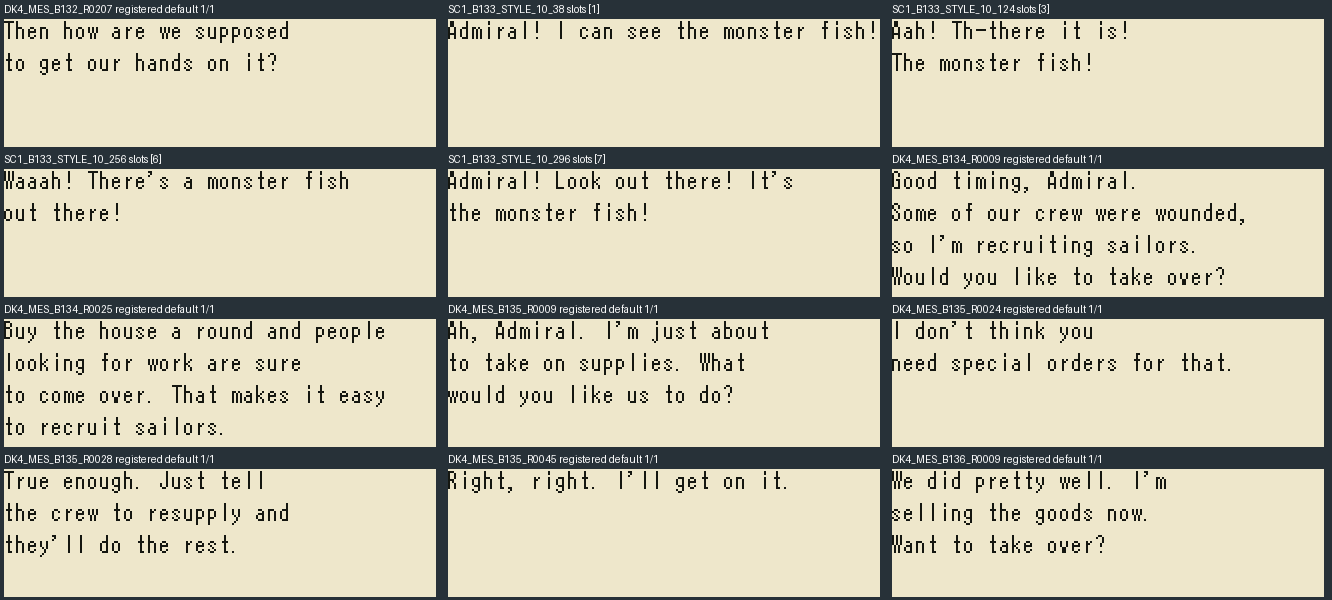 DK4_MES_B132_R0207 registered default 1/1
Then how are we supposed
to get our hands on it?
SC1_B133_STYLE_10_38 slots [1]
Admiral! I can see the monster fish!
SC1_B133_STYLE_10_124 slots [3]
Aah! Th-there it is!
The monster fish!
SC1_B133_STYLE_10_256 slots [6]
Waaah! There's a monster fish
out there!
SC1_B133_STYLE_10_296 slots [7]
Admiral! Look out there! It's
the monster fish!
DK4_MES_B134_R0009 registered default 1/1
Good timing, Admiral.
Some of our crew were wounded,
so I'm recruiting sailors.
Would you like to take over?
DK4_MES_B134_R0025 registered default 1/1
Buy the house a round and people
looking for work are sure
to come over. That makes it easy
to recruit sailors.
DK4_MES_B135_R0009 registered default 1/1
Ah, Admiral. I'm just about
to take on supplies. What
would you like us to do?
DK4_MES_B135_R0024 registered default 1/1
I don't think you
need special orders for that.
DK4_MES_B135_R0028 registered default 1/1
True enough. Just tell
the crew to resupply and
they'll do the rest.
DK4_MES_B135_R0045 registered default 1/1
Right, right. I'll get on it.
DK4_MES_B136_R0009 registered default 1/1
We did pretty well. I'm
selling the goods now.
Want to take over?